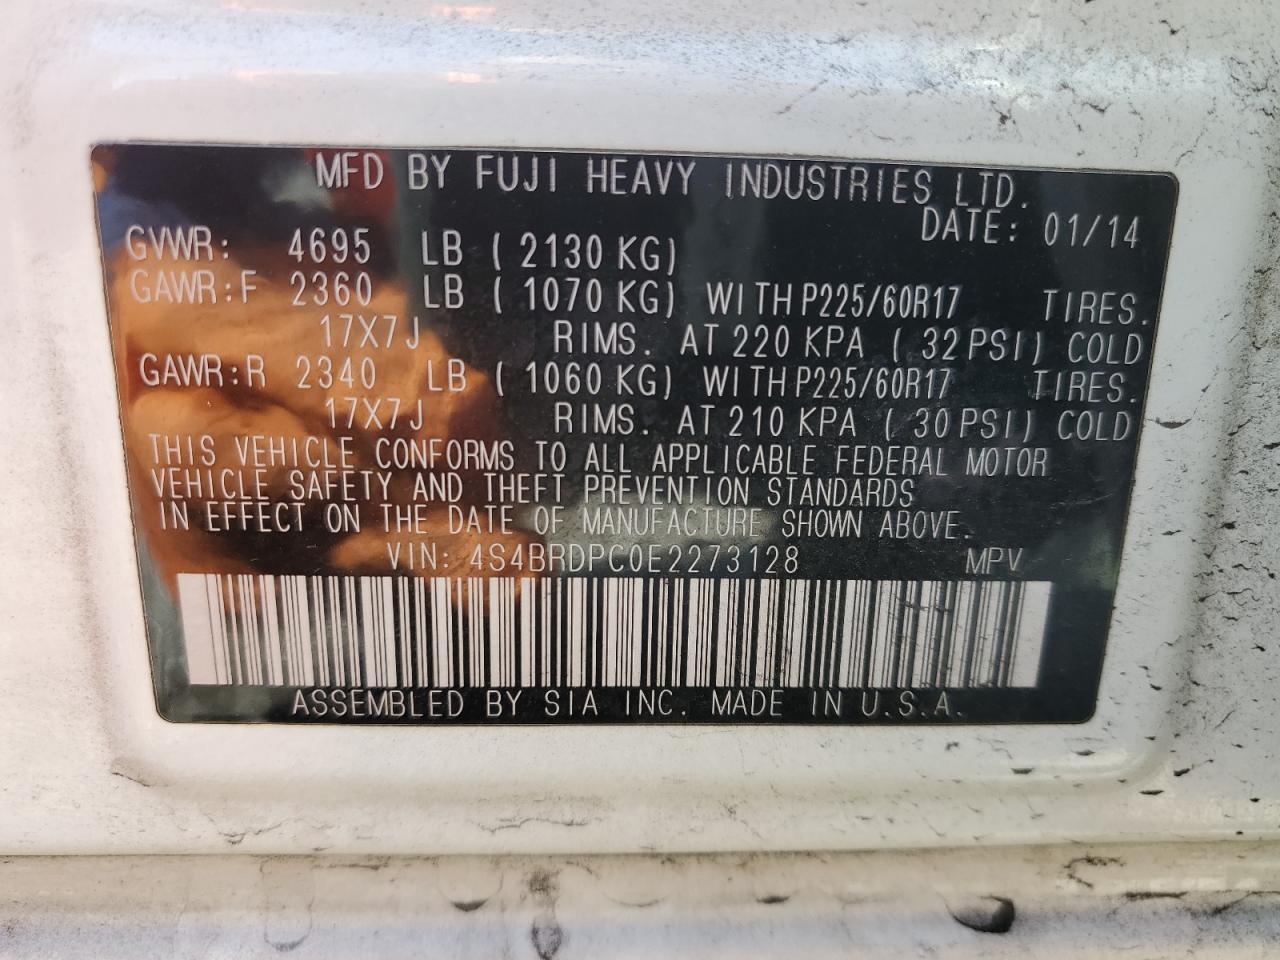 MFD BY FUJI HEAVY INDUSTRIES LTD.
DATE: 01/14
GVWR: 4695 LB ( 2130 KG)
GAWR:F 2360 LB ( 1070 KG) WITH P225/60R17 TIRES.
17X7J RIMS. AT 220 KPA ( 32 PSI) COLD
GAWR:R 2340 LB ( 1060 KG) WITH P225/60R17 TIRES.
17X7J RIMS. AT 210 KPA ( 30 PSI) COLD
THIS VEHICLE CONFORMS TO ALL APPLICABLE FEDERAL MOTOR
VEHICLE SAFETY AND THEFT PREVENTION STANDARDS
IN EFFECT ON THE DATE OF MANUFACTURE SHOWN ABOVE.
VIN: 4S4BRDPC0E2273128 MPV
ASSEMBLED BY SIA INC. MADE IN U.S.A.